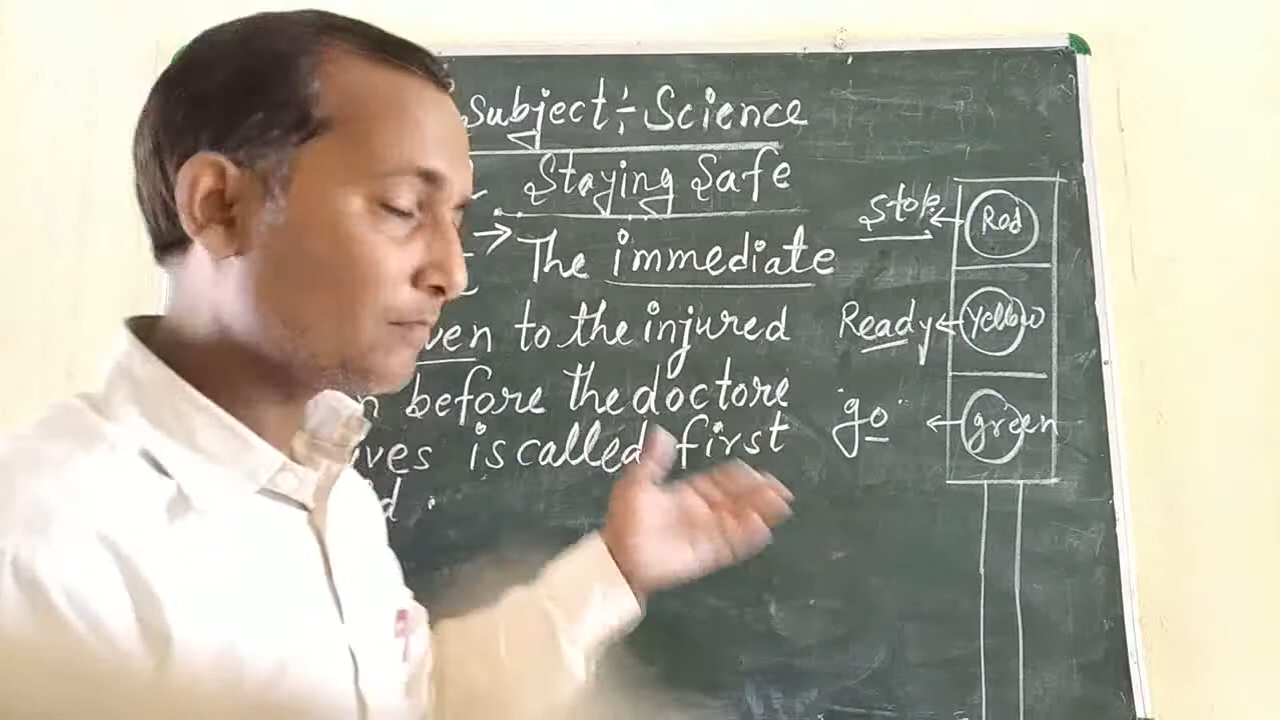 Subject:- Science
Staying Safe
→ The immediate
ven to the injured
n before the doctore
ves is called first
d.
Stop ← Red
Ready ← Yellow
"go" ← green